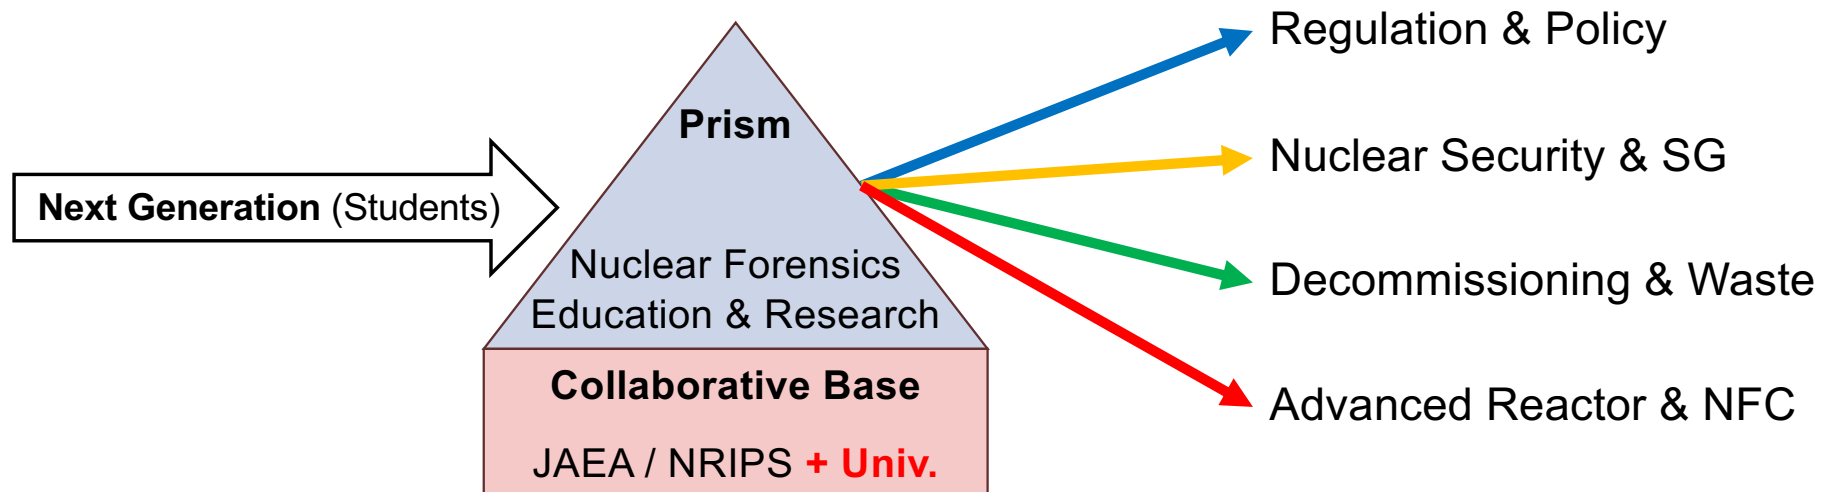 Next Generation (Students)
Prism
Nuclear Forensics
Education & Research
Collaborative Base
JAEA / NRIPS + Univ.
Regulation & Policy
Nuclear Security & SG
Decommissioning & Waste
Advanced Reactor & NFC